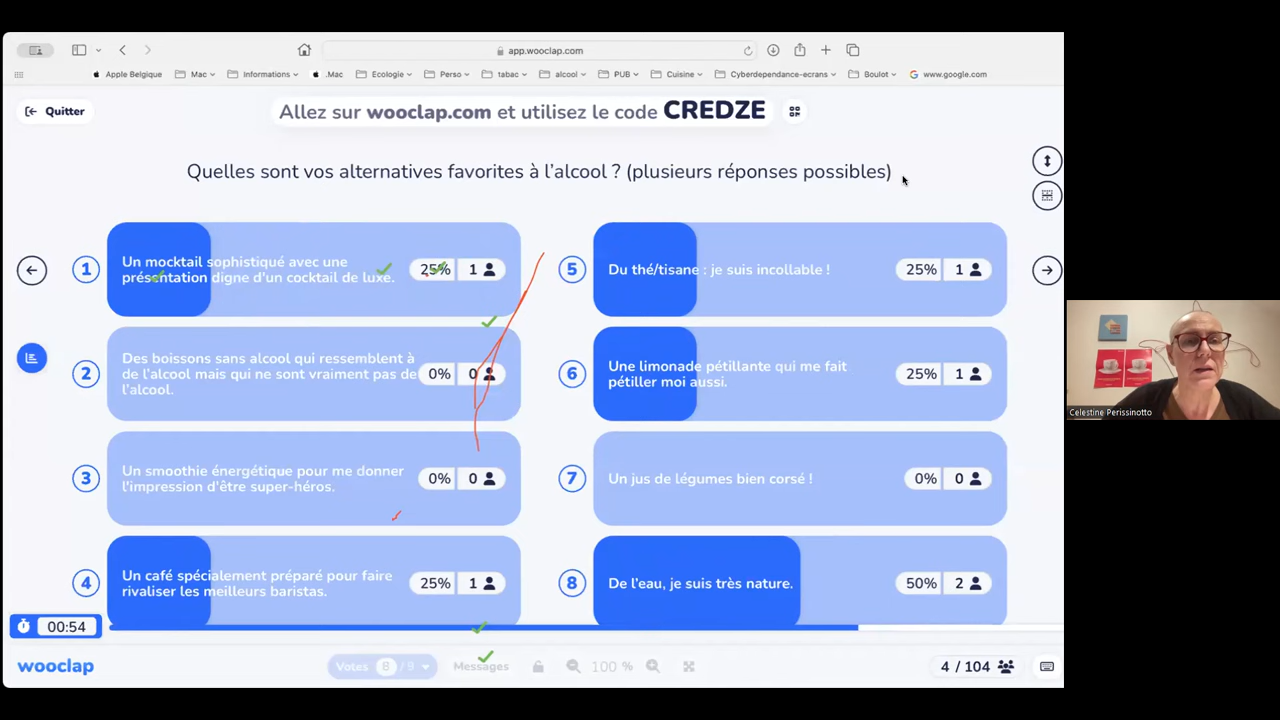 app.wooclap.com
Apple Belgique
Mac
Informations
.Mac
Ecologie
Perso
tabac
alcool
PUB
Cuisine
Cyberdependance-ecrans
Boulot
www.google.com
Quitter
Allez sur wooclap.com et utilisez le code CREDZE
Quelles sont vos alternatives favorites à l'alcool ? (plusieurs réponses possibles)
1
Un mocktail sophistiqué avec une
présentation digne d'un cocktail de luxe.
25% 1
2
Des boissons sans alcool qui ressemblent à
de l'alcool mais qui ne sont vraiment pas de
l'alcool.
0% 0
3
Un smoothie énergétique pour me donner
l'impression d'être super-héros.
0% 0
4
Un café spécialement préparé pour faire
rivaliser les meilleurs baristas.
25% 1
5
Du thé/tisane : je suis incollable !
25% 1
6
Une limonade pétillante qui me fait
pétiller moi aussi.
25% 1
7
Un jus de légumes bien corsé !
0% 0
8
De l'eau, je suis très nature.
50% 2
00:54
wooclap
Votes 8 / 9
Messages
100 %
4 / 104
Celestine Perissinotto